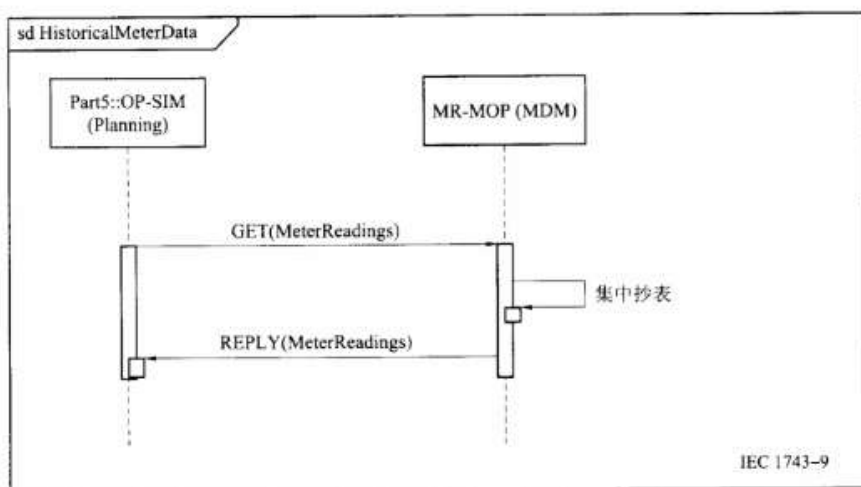 sd HistoricalMeterData
Part5::OP-SIM
(Planning)
MR-MOP (MDM)
GET(MeterReadings)
集中抄表
REPLY(MeterReadings)
IEC 1743-9